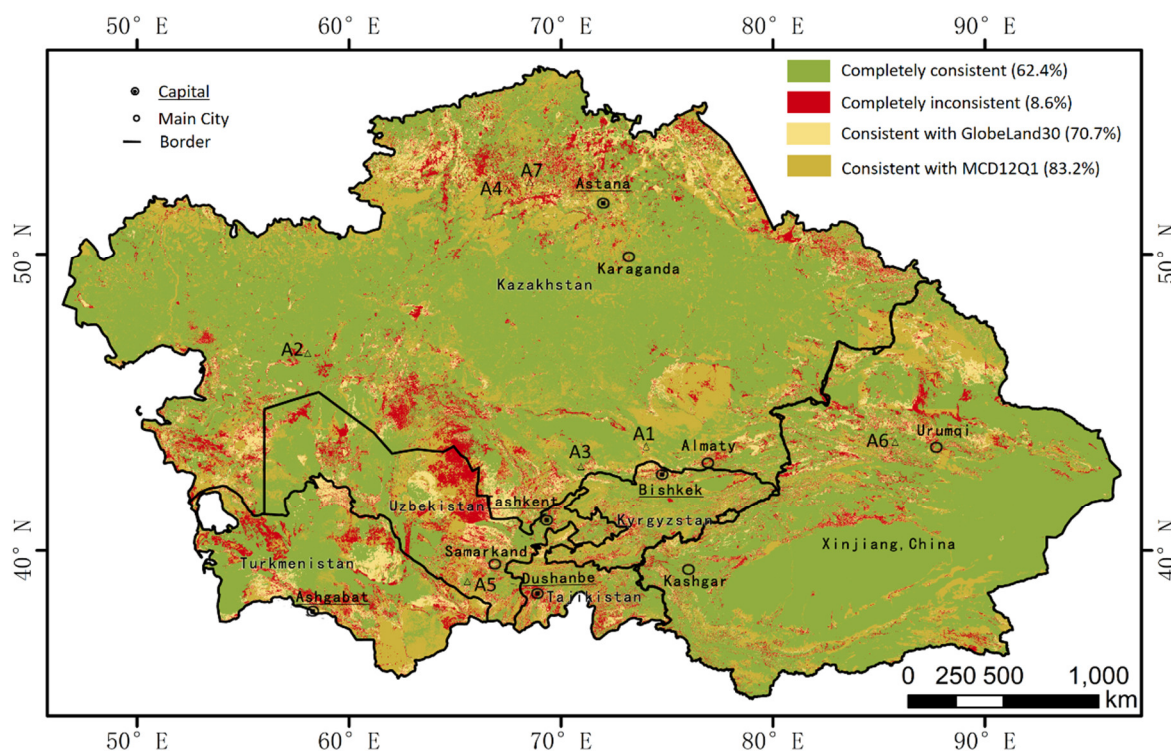 50° E 60° E 70° E 80° E 90° E
Capital
Main City
Border
Completely consistent (62.4%)
Completely inconsistent (8.6%)
Consistent with GlobeLand30 (70.7%)
Consistent with MCD12Q1 (83.2%)
A7
A4
Astana
50° N
50° N
Karaganda
Kazakhstan
A2
A1
Almaty
A3
A6
Urumqi
Bishkek
Uzbekistan
Tashkent
Kyrgyzstan
Xinjiang,China
40° N
40° N
Samarkand
Turkmenistan
A5
Dushanbe
Kashgar
Tajikistan
Ashgabat
0 250 500 1,000
km
50° E 60° E 70° E 80° E 90° E